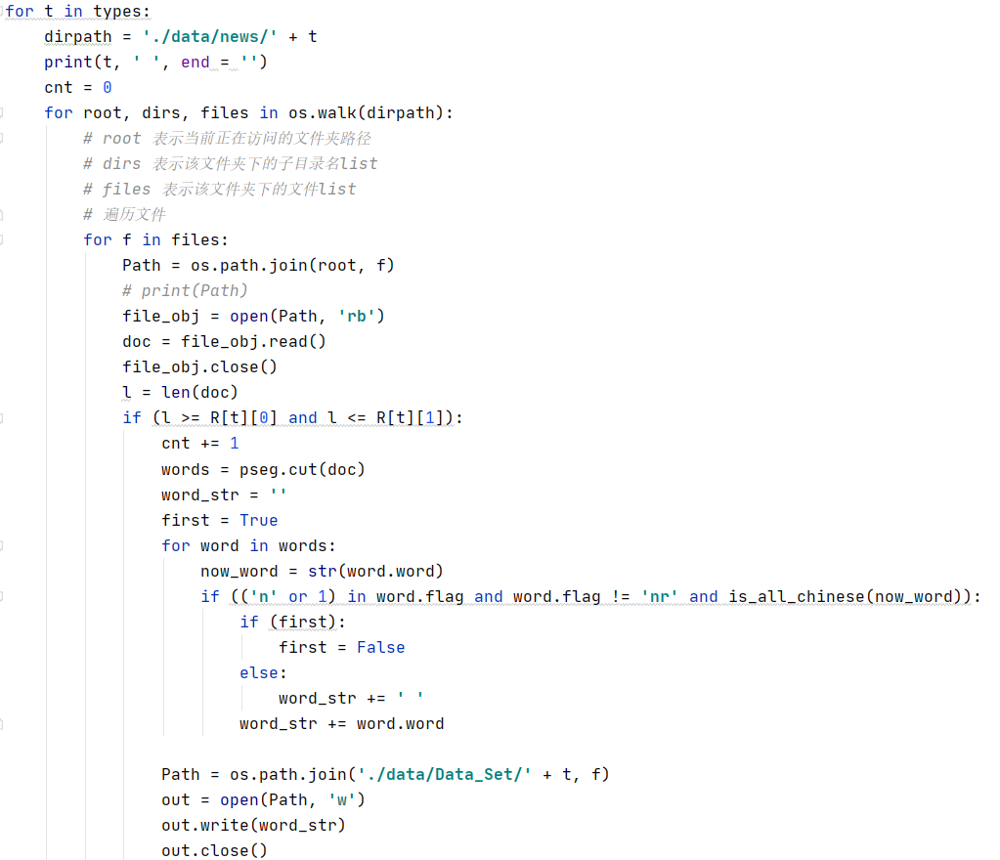 for t in types:
    dirpath = './data/news/' + t
    print(t, ' ', end = '')
    cnt = 0
    for root, dirs, files in os.walk(dirpath):
        # root 表示当前正在访问的文件夹路径
        # dirs 表示该文件夹下的子目录名list
        # files 表示该文件夹下的文件list
        # 遍历文件
        for f in files:
            Path = os.path.join(root, f)
            # print(Path)
            file_obj = open(Path, 'rb')
            doc = file_obj.read()
            file_obj.close()
            l = len(doc)
            if (l >= R[t][0] and l <= R[t][1]):
                cnt += 1
                words = pseg.cut(doc)
                word_str = ''
                first = True
                for word in words:
                    now_word = str(word.word)
                    if (('n' or 1) in word.flag and word.flag != 'nr' and is_all_chinese(now_word)):
                        if (first):
                            first = False
                        else:
                            word_str += ' '
                        word_str += word.word

                Path = os.path.join('./data/Data_Set/' + t, f)
                out = open(Path, 'w')
                out.write(word_str)
                out.close()